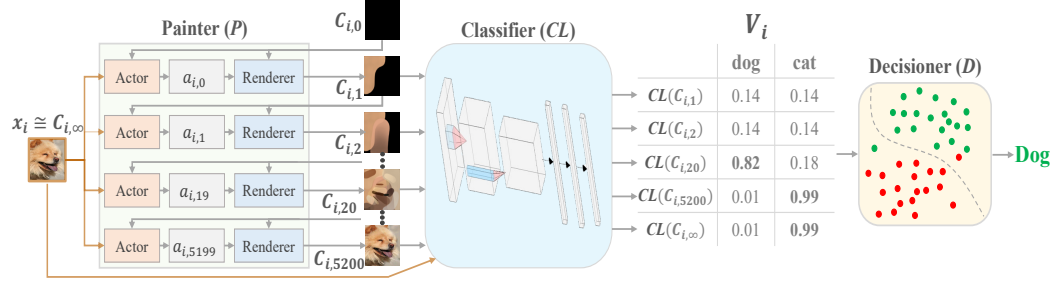 Painter (P)
C_{i,0}
Classifier (CL)
V_i
dog cat
Decisioner (D)
Actor a_{i,0} Renderer
C_{i,1}
CL(C_{i,1}) 0.14 0.14
x_i ≅ C_{i,∞}
Actor a_{i,1} Renderer
C_{i,2}
CL(C_{i,2}) 0.14 0.14
CL(C_{i,20}) 0.82 0.18
Dog
Actor a_{i,19} Renderer
C_{i,20}
CL(C_{i,5200}) 0.01 0.99
CL(C_{i,∞}) 0.01 0.99
Actor a_{i,5199} Renderer
C_{i,5200}